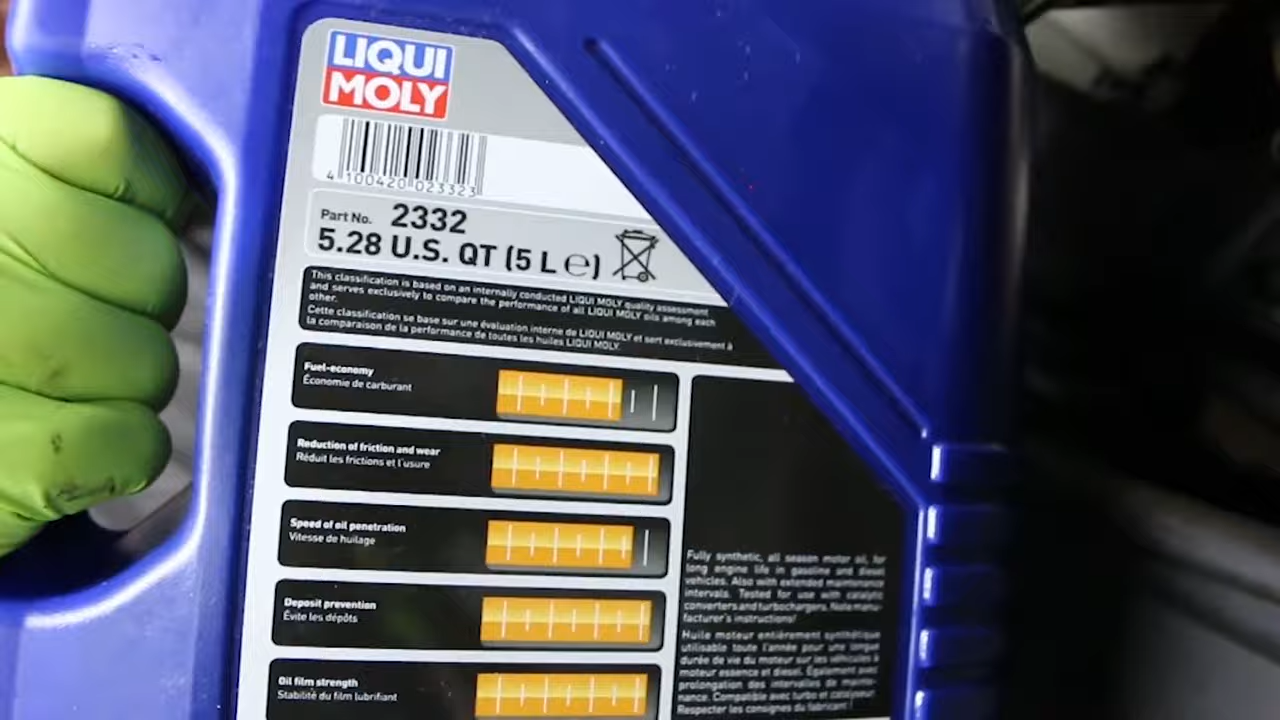 LIQUI
MOLY
4 100420 023323
Part No. 2332
5.28 U.S. QT (5 L ℮)
This classification is based on an internally conducted LIQUI MOLY quality assessment
and serves exclusively to compare the performance of all LIQUI MOLY oils among each
other.
Cette classification se base sur une évaluation interne de LIQUI MOLY et sert exclusivement à
la comparaison de la performance de toutes les huiles LIQUI MOLY.
Fuel-economy
Économie de carburant
Reduction of friction and wear
Réduit les frictions et l'usure
Speed of oil penetration
Vitesse de huilage
Deposit prevention
Évite les dépôts
Oil film strength
Stabilité du film lubrifiant
Fully synthetic, all season motor oil, for
long engine life in gasoline and diesel
vehicles. Also with extended maintenance
intervals. Tested for use with catalytic
converters and turbochargers. Note manu-
facturer's instructions!
Huile moteur entièrement synthétique
utilisable toute l'année pour une longue
durée de vie du moteur sur les véhicules à
moteur essence et diesel. Également avec
prolongation des intervalles de mainte-
nance. Compatible avec turbo et catalyseur.
Respecter les consignes du fabricant !